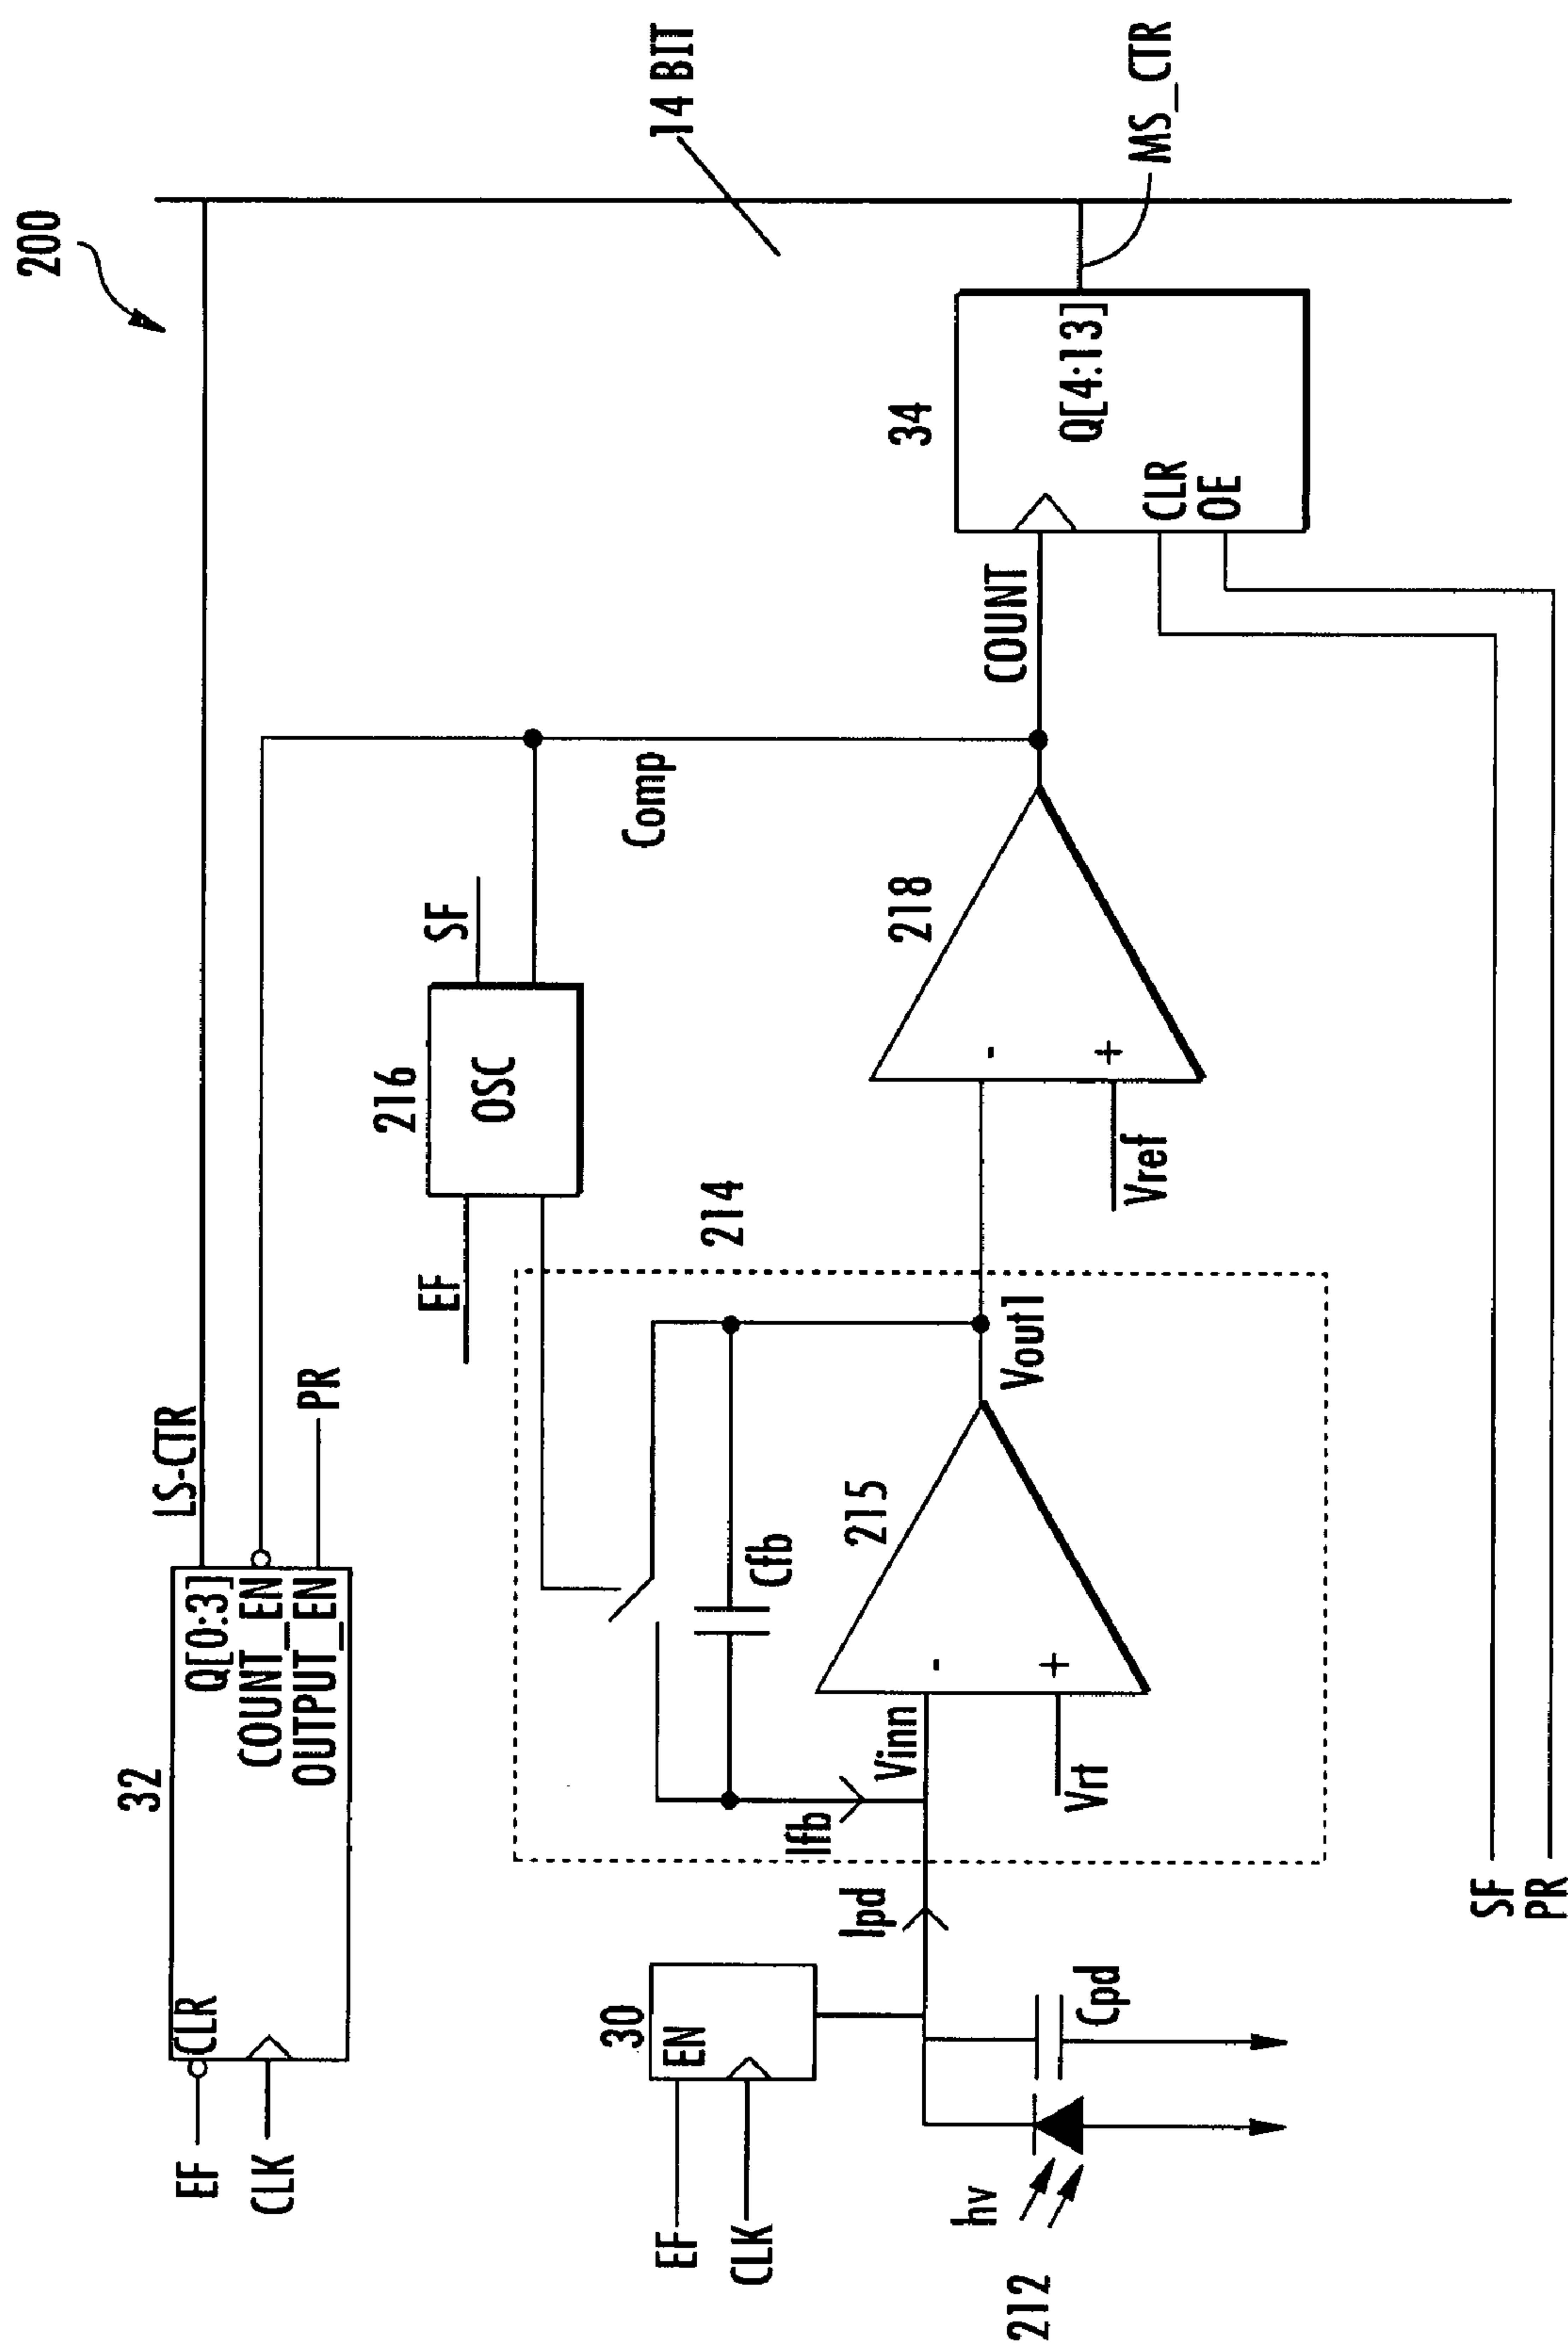 200
14 BIT
MS_CTR
LS-CTR
32
CLR
Q[0:3]
COUNT_EN
OUTPUT_EN
EF
CLK
PR
216
OSC
EF
SF
Comp
34
Q[4:13]
CLR
OE
COUNT
218
-
+
Vref
214
215
Cfb
Ifb
Vinn
-
+
Vrf
Vout1
30
EN
EF
CLK
Ipd
Cpd
hv
212
SF
PR